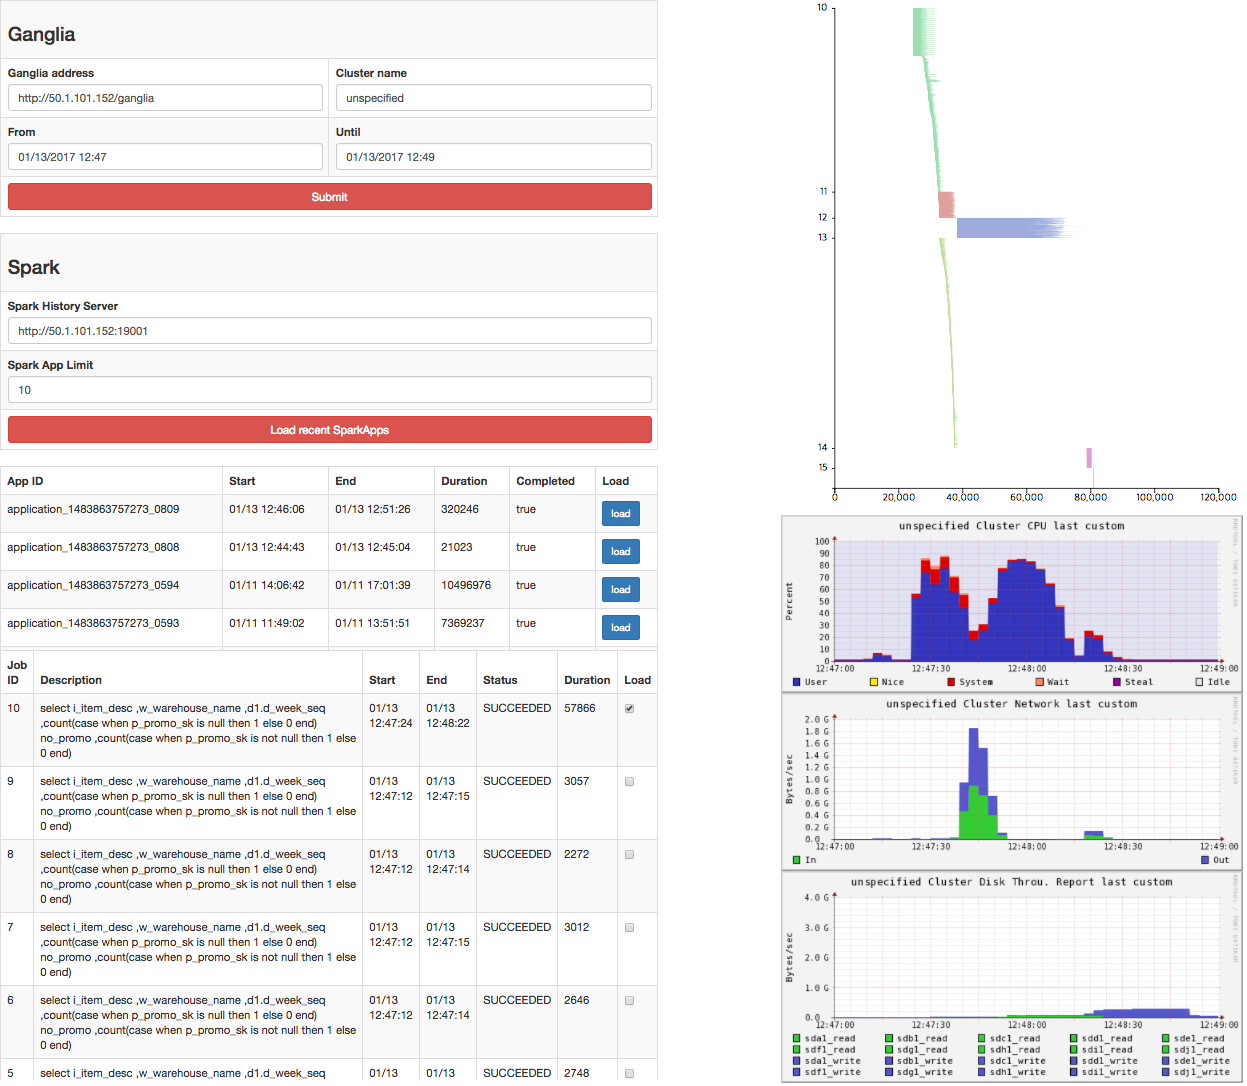 Ganglia
Ganglia address Cluster name
http://50.1.101.152/ganglia unspecified
From Until
01/13/2017 12:47 01/13/2017 12:49
Submit
Spark
Spark History Server
http://50.1.101.152:19001
Spark App Limit
10
Load recent SparkApps
App ID Start End Duration Completed Load
application_1483863757273_0809 01/13 12:46:06 01/13 12:51:26 320246 true load
application_1483863757273_0808 01/13 12:44:43 01/13 12:45:04 21023 true load
application_1483863757273_0594 01/11 14:06:42 01/11 17:01:39 10496976 true load
application_1483863757273_0593 01/11 11:49:02 01/11 13:51:51 7369237 true load
Job
ID Description Start End Status Duration Load
10 select i_item_desc ,w_warehouse_name ,d1.d_week_seq 01/13 01/13 SUCCEEDED 57866
,count(case when p_promo_sk is null then 1 else 0 end) 12:47:24 12:48:22
no_promo ,count(case when p_promo_sk is not null then 1 else
0 end)
9 select i_item_desc ,w_warehouse_name ,d1.d_week_seq 01/13 01/13 SUCCEEDED 3057
,count(case when p_promo_sk is null then 1 else 0 end) 12:47:12 12:47:15
no_promo ,count(case when p_promo_sk is not null then 1 else
0 end)
8 select i_item_desc ,w_warehouse_name ,d1.d_week_seq 01/13 01/13 SUCCEEDED 2272
,count(case when p_promo_sk is null then 1 else 0 end) 12:47:12 12:47:14
no_promo ,count(case when p_promo_sk is not null then 1 else
0 end)
7 select i_item_desc ,w_warehouse_name ,d1.d_week_seq 01/13 01/13 SUCCEEDED 3012
,count(case when p_promo_sk is null then 1 else 0 end) 12:47:12 12:47:15
no_promo ,count(case when p_promo_sk is not null then 1 else
0 end)
6 select i_item_desc ,w_warehouse_name ,d1.d_week_seq 01/13 01/13 SUCCEEDED 2646
,count(case when p_promo_sk is null then 1 else 0 end) 12:47:12 12:47:14
no_promo ,count(case when p_promo_sk is not null then 1 else
0 end)
5 select i_item_desc ,w_warehouse_name ,d1.d_week_seq 01/13 01/13 SUCCEEDED 2748
10
11
12
13
14
15
0 20,000 40,000 60,000 80,000 100,000 120,000
unspecified Cluster CPU last custom
Percent
100
90
80
70
60
50
40
30
20
10
0
12:47:00 12:47:30 12:48:00 12:48:30 12:49:00
User Nice System Wait Steal Idle
unspecified Cluster Network last custom
Bytes/sec
2.0 G
1.8 G
1.6 G
1.4 G
1.2 G
1.0 G
0.8 G
0.6 G
0.4 G
0.2 G
0.0
12:47:00 12:47:30 12:48:00 12:48:30 12:49:00
In Out
unspecified Cluster Disk Throu. Report last custom
Bytes/sec
4.0 G
3.0 G
2.0 G
1.0 G
0.0
12:47:00 12:47:30 12:48:00 12:48:30 12:49:00
sda1_read sdb1_read sdc1_read sdd1_read sde1_read
sdf1_read sdg1_read sdh1_read sdi1_read sdj1_read
sda1_write sdb1_write sdc1_write sdd1_write sde1_write
sdf1_write sdg1_write sdh1_write sdi1_write sdj1_write